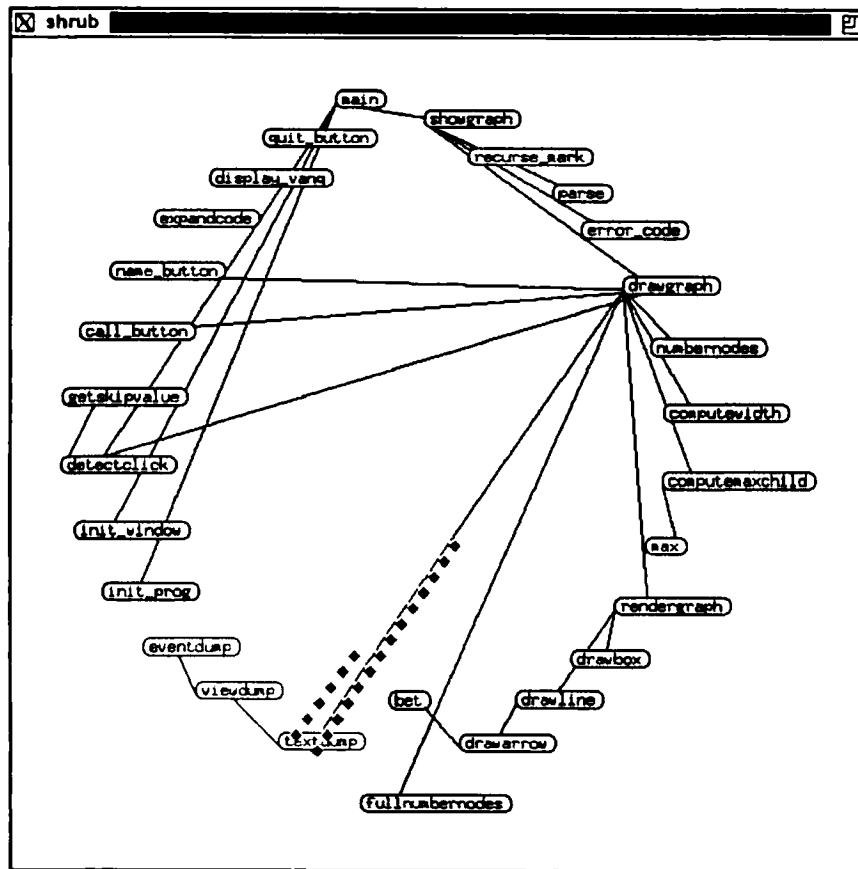 shrub
main
showgraph
quit_button
recurse_mark
display_vanq
parse
expandcode
error_code
name_button
drawgraph
call_button
numbernodes
getskipvalue
computewidth
detectclick
computemaxchild
init_window
max
init_prog
rendergraph
eventdump
drawbox
viewdump
bet
drawline
textdump
drawarrow
fullnumbernodes